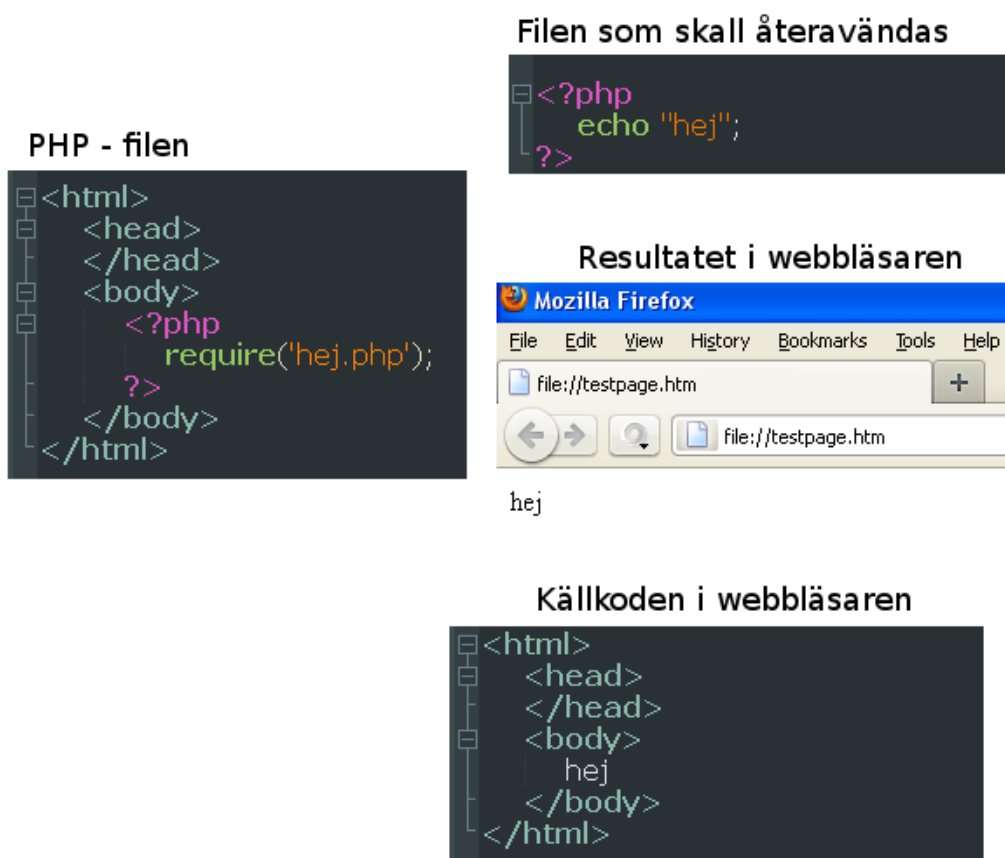 Filen som skall återavändas
<?php
echo "hej";
?>
PHP - filen
<html>
<head>
</head>
<body>
<?php
require('hej.php');
?>
</body>
</html>
Resultatet i webbläsaren
Mozilla Firefox
File Edit View History Bookmarks Tools Help
file://testpage.htm +
file://testpage.htm
hej
Källkoden i webbläsaren
<html>
<head>
</head>
<body>
hej
</body>
</html>